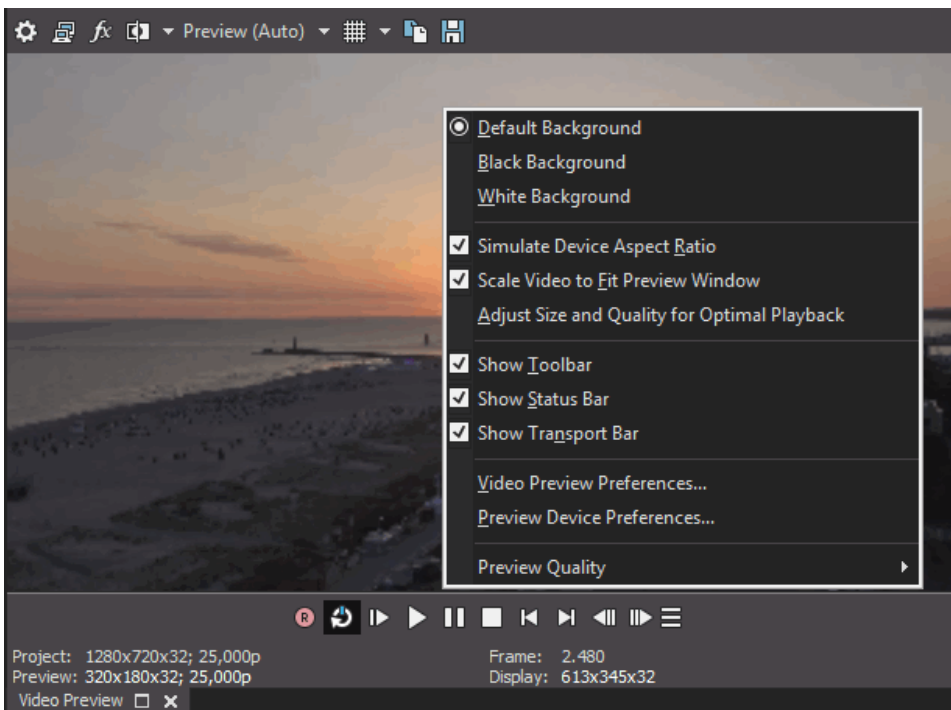 fx Preview (Auto)
Default Background
Black Background
White Background
Simulate Device Aspect Ratio
Scale Video to Fit Preview Window
Adjust Size and Quality for Optimal Playback
Show Toolbar
Show Status Bar
Show Transport Bar
Video Preview Preferences...
Preview Device Preferences...
Preview Quality
R
Project: 1280x720x32; 25,000p
Frame: 2.480
Preview: 320x180x32; 25,000p
Display: 613x345x32
Video Preview